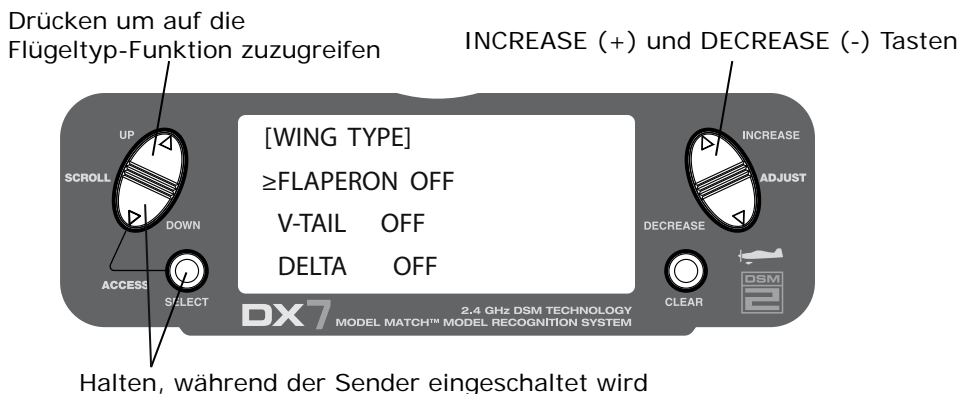 Drücken um auf die
Flügeltyp-Funktion zuzugreifen
INCREASE (+) und DECREASE (-) Tasten
UP
SCROLL
DOWN
ACCESS
SELECT
[WING TYPE]
≥FLAPERON OFF
V-TAIL OFF
DELTA OFF
INCREASE
ADJUST
DECREASE
CLEAR
DSM
2
DX7
2.4 GHz DSM TECHNOLOGY
MODEL MATCH™ MODEL RECOGNITION SYSTEM
Halten, während der Sender eingeschaltet wird